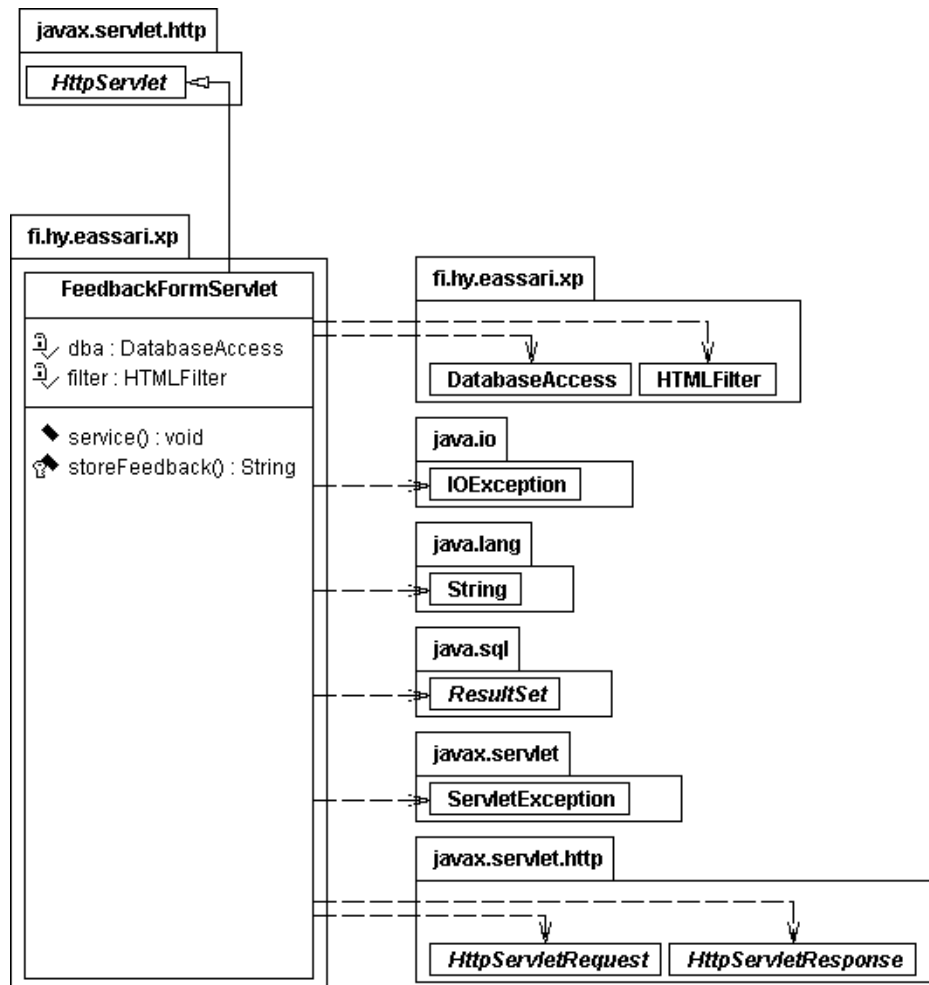 javax.servlet.http
HttpServlet
fi.hy.eassari.xp
FeedbackFormServlet
dba : DatabaseAccess
filter : HTMLFilter
service() : void
storeFeedback() : String
fi.hy.eassari.xp
DatabaseAccess HTMLFilter
java.io
IOException
java.lang
String
java.sql
ResultSet
javax.servlet
ServletException
javax.servlet.http
HttpServletRequest HttpServletResponse